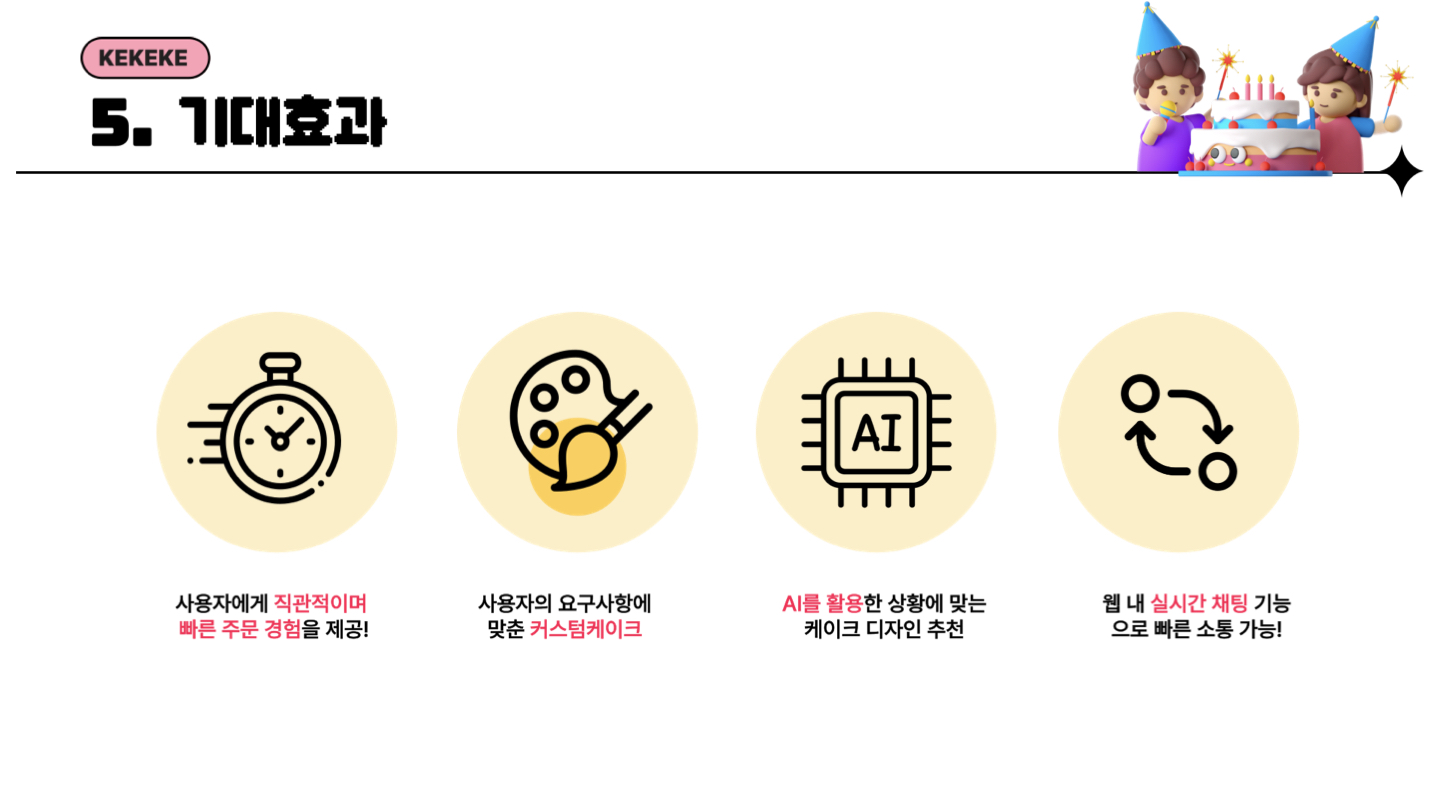 KEKEKE
5. 기대효과
사용자에게 직관적이며
빠른 주문 경험을 제공!
사용자의 요구사항에
맞춘 커스텀케이크
AI
AI를 활용한 상황에 맞는
케이크 디자인 추천
웹 내 실시간 채팅 기능
으로 빠른 소통 가능!